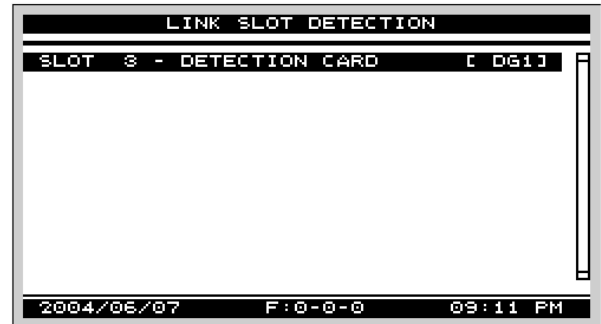 LINK SLOT DETECTION
SLOT 3 - DETECTION CARD [ DG1]
2004/06/07 F:0-0-0 09:11 PM